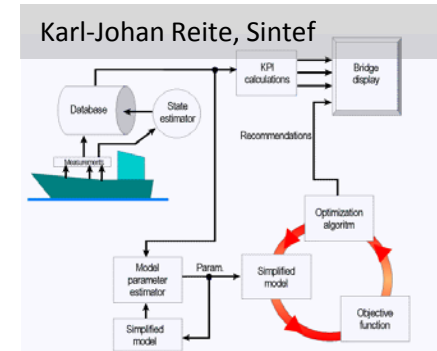 Karl-Johan Reite, Sintef
KPI
calculations
Bridge
display
Database
State
estimator
Measurements
Recommendations
Optimization
algoritm
Model
parameter
estimator
Param.
Simplified
model
Objective
function
Simplified
model